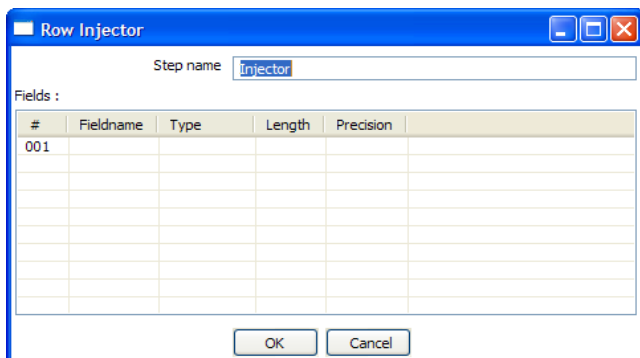 Row Injector
Step name Injector
Fields :
# Fieldname Type Length Precision
001
OK Cancel